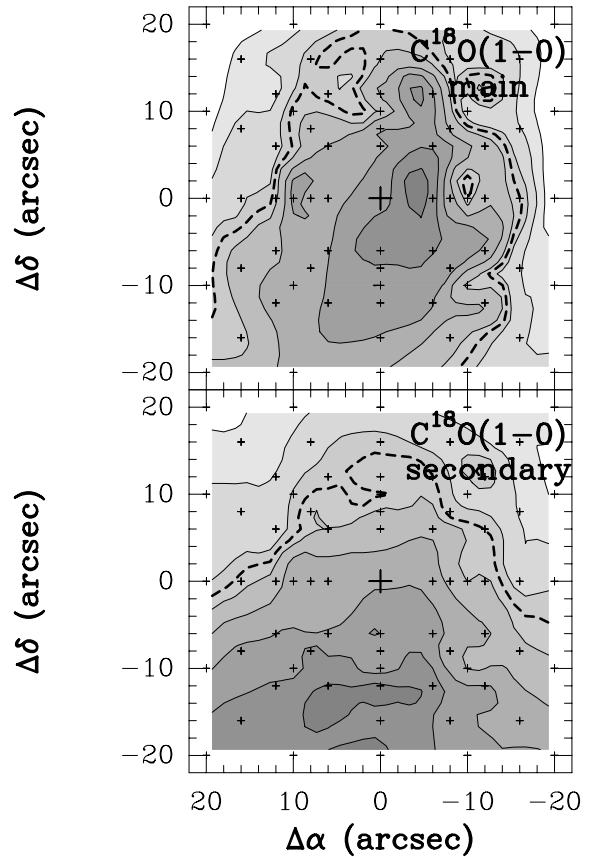 20
10
0
−10
−20
Δδ (arcsec)
C¹⁸O(1−0)
main
20
10
0
−10
−20
Δδ (arcsec)
C¹⁸O(1−0)
secondary
20 10 0 −10 −20
Δα (arcsec)